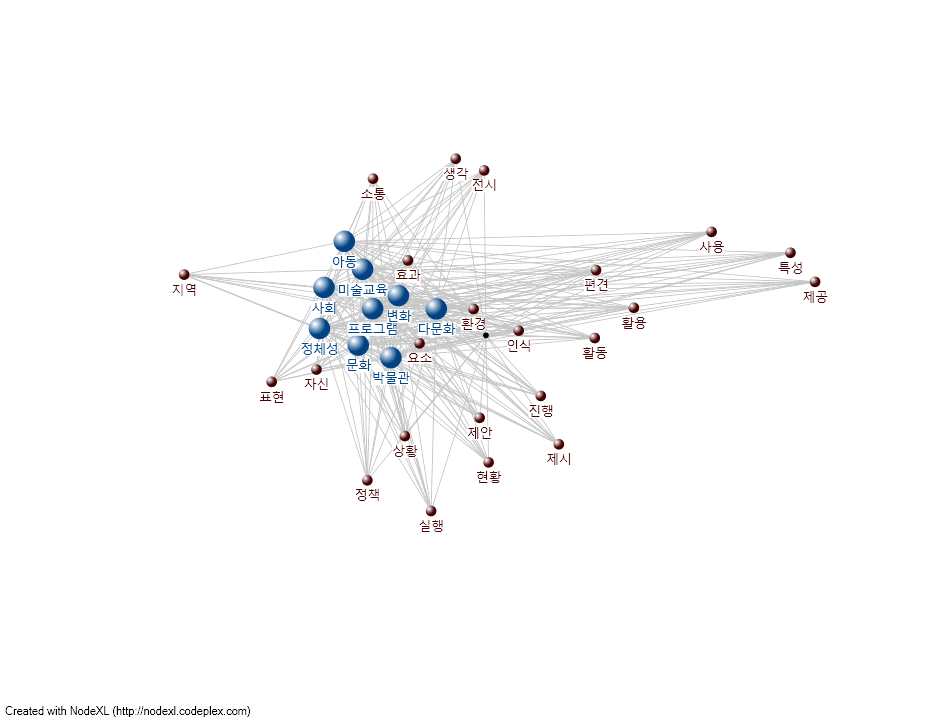 생각
전시
소통
사용
아동
특성
효과
편견
지역
미술교육
제공
사회
변화
환경
활용
프로그램
다문화
인식
정체성
활동
요소
문화
박물관
자신
표현
진행
제안
상황
제시
현황
정책
실행
Created with NodeXL (http://nodexl.codeplex.com)